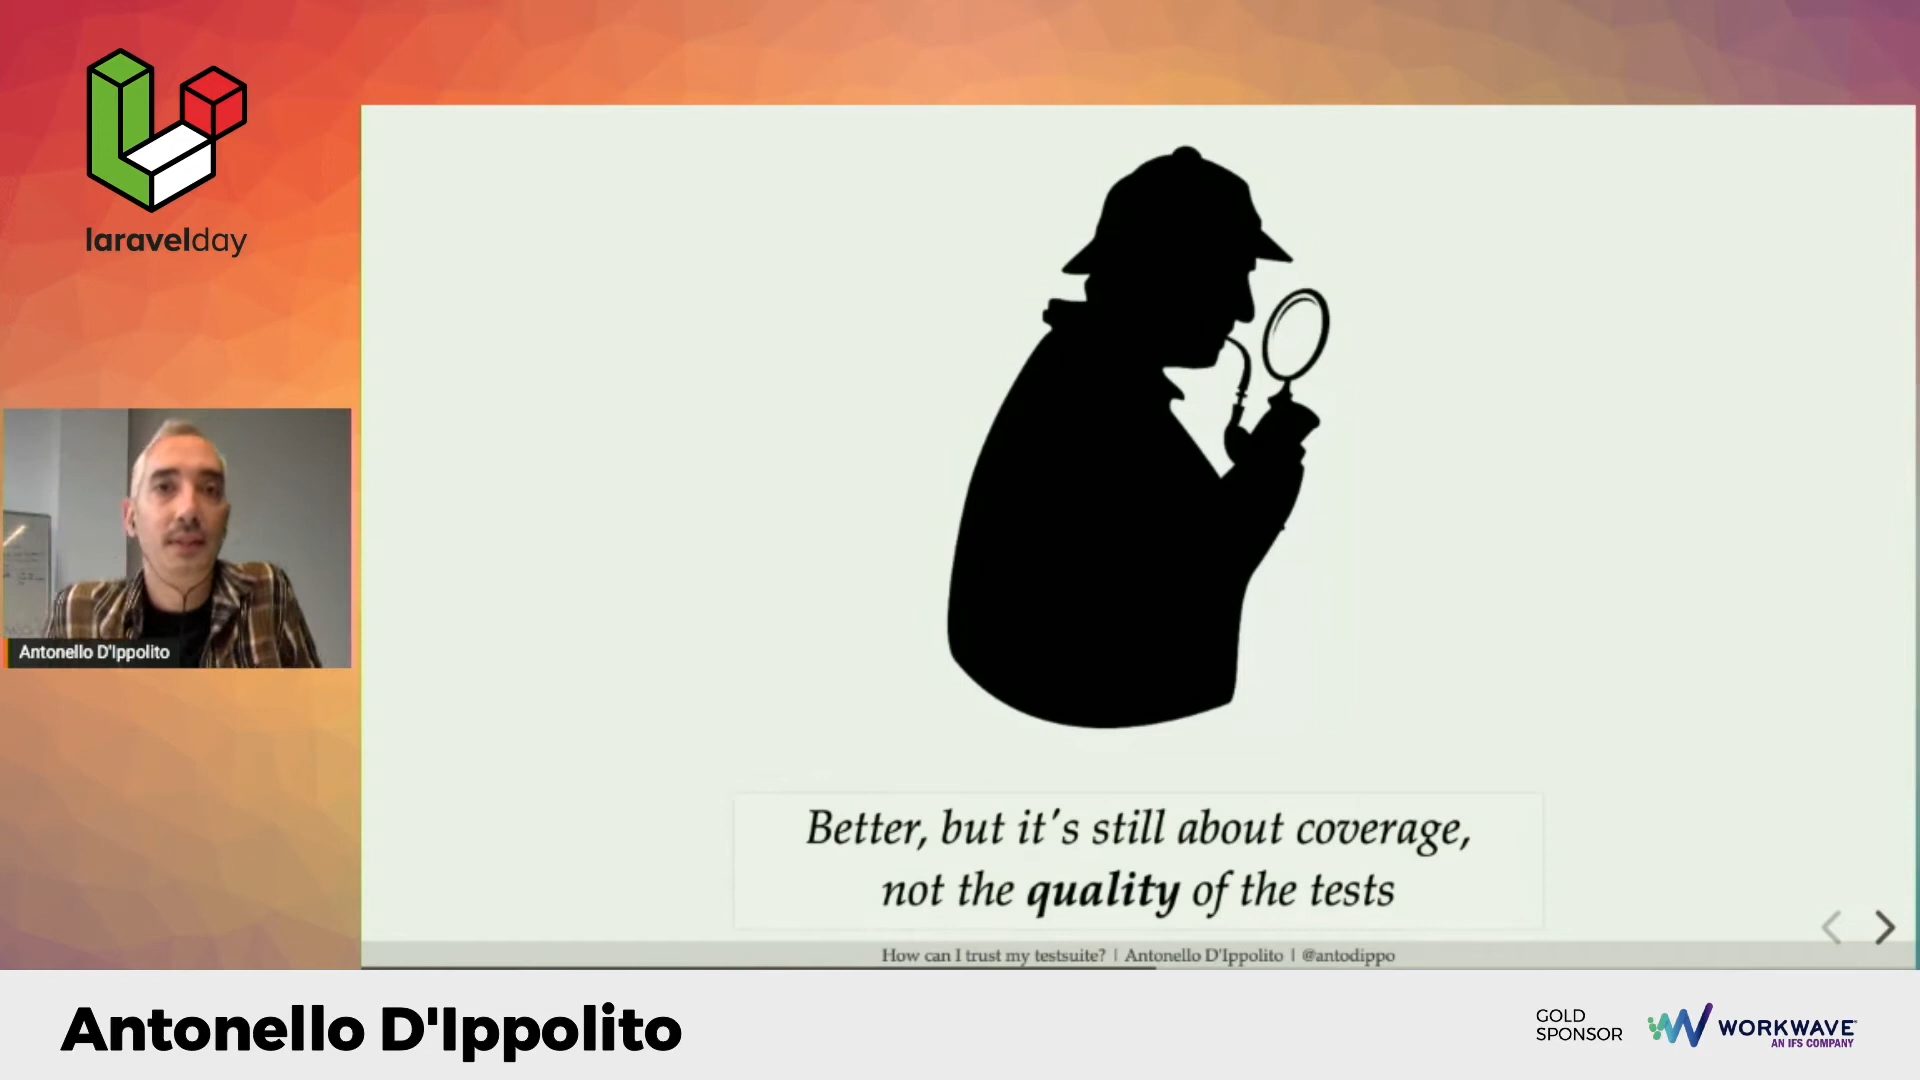 laravelday
Antonello D'Ippolito
Better, but it's still about coverage,
not the quality of the tests
How can I trust my testsuite? | Antonello D'Ippolito | @antodippo
Antonello D'Ippolito
GOLD
SPONSOR
WORKWAVE
AN IFS COMPANY